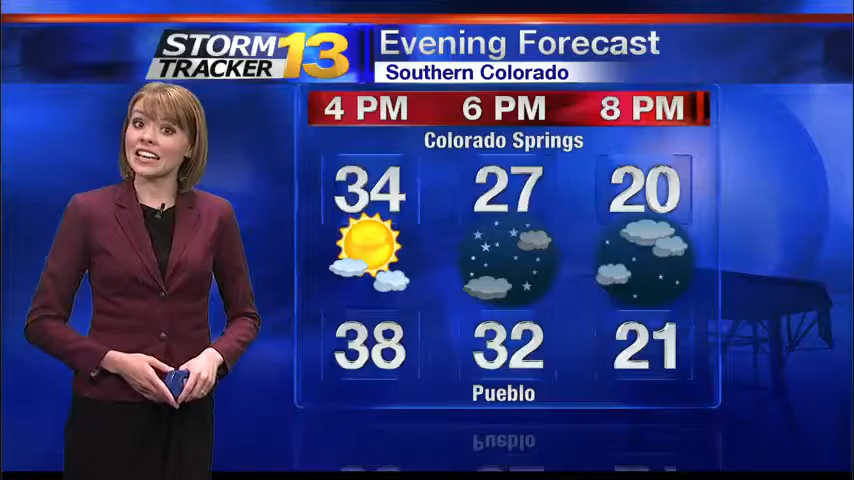 STORM
TRACKER
13
Evening Forecast
Southern Colorado
4 PM 6 PM 8 PM
Colorado Springs
34 27 20
38 32 21
Pueblo
Pueblo